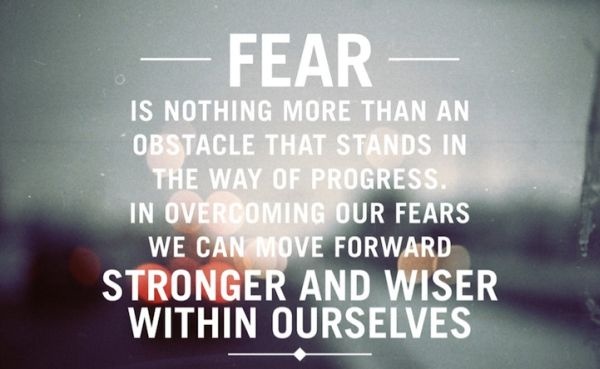 FEAR
IS NOTHING MORE THAN AN
OBSTACLE THAT STANDS IN
THE WAY OF PROGRESS.
IN OVERCOMING OUR FEARS
WE CAN MOVE FORWARD
STRONGER AND WISER
WITHIN OURSELVES